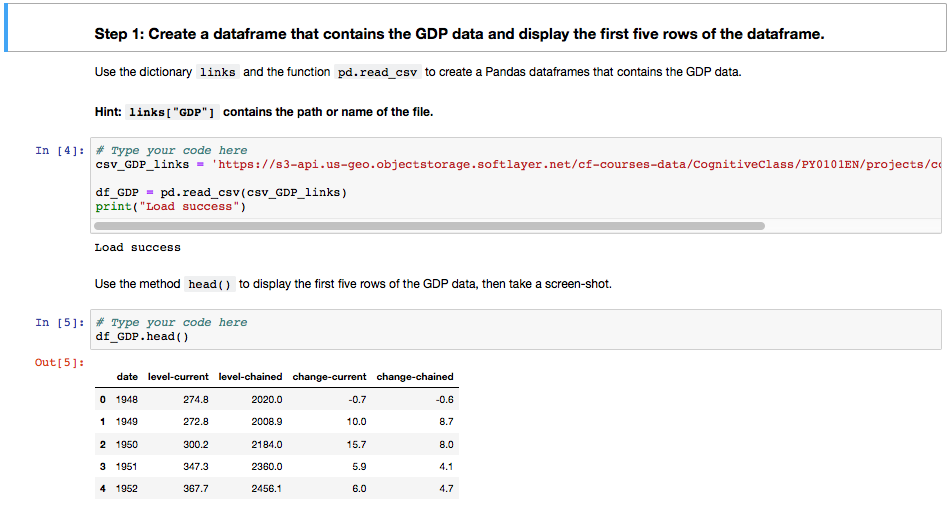 Step 1: Create a dataframe that contains the GDP data and display the first five rows of the dataframe.
Use the dictionary links and the function pd.read_csv to create a Pandas dataframes that contains the GDP data.
Hint: links["GDP"] contains the path or name of the file.
In [4]: # Type your code here
csv_GDP_links = 'https://s3-api.us-geo.objectstorage.softlayer.net/cf-courses-data/CognitiveClass/PY0101EN/projects/co
df_GDP = pd.read_csv(csv_GDP_links)
print("Load success")
Load success
Use the method head() to display the first five rows of the GDP data, then take a screen-shot.
In [5]: # Type your code here
df_GDP.head()
Out[5]:
date level-current level-chained change-current change-chained
0 1948 274.8 2020.0 -0.7 -0.6
1 1949 272.8 2008.9 10.0 8.7
2 1950 300.2 2184.0 15.7 8.0
3 1951 347.3 2360.0 5.9 4.1
4 1952 367.7 2456.1 6.0 4.7